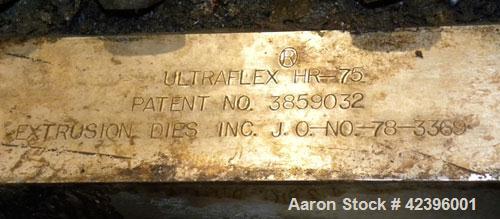 ®
ULTRAFLEX HR-75
PATENT NO. 3859032
EXTRUSION DIES INC. J.O.-NO.-78-3369
Aaron Stock # 42396001